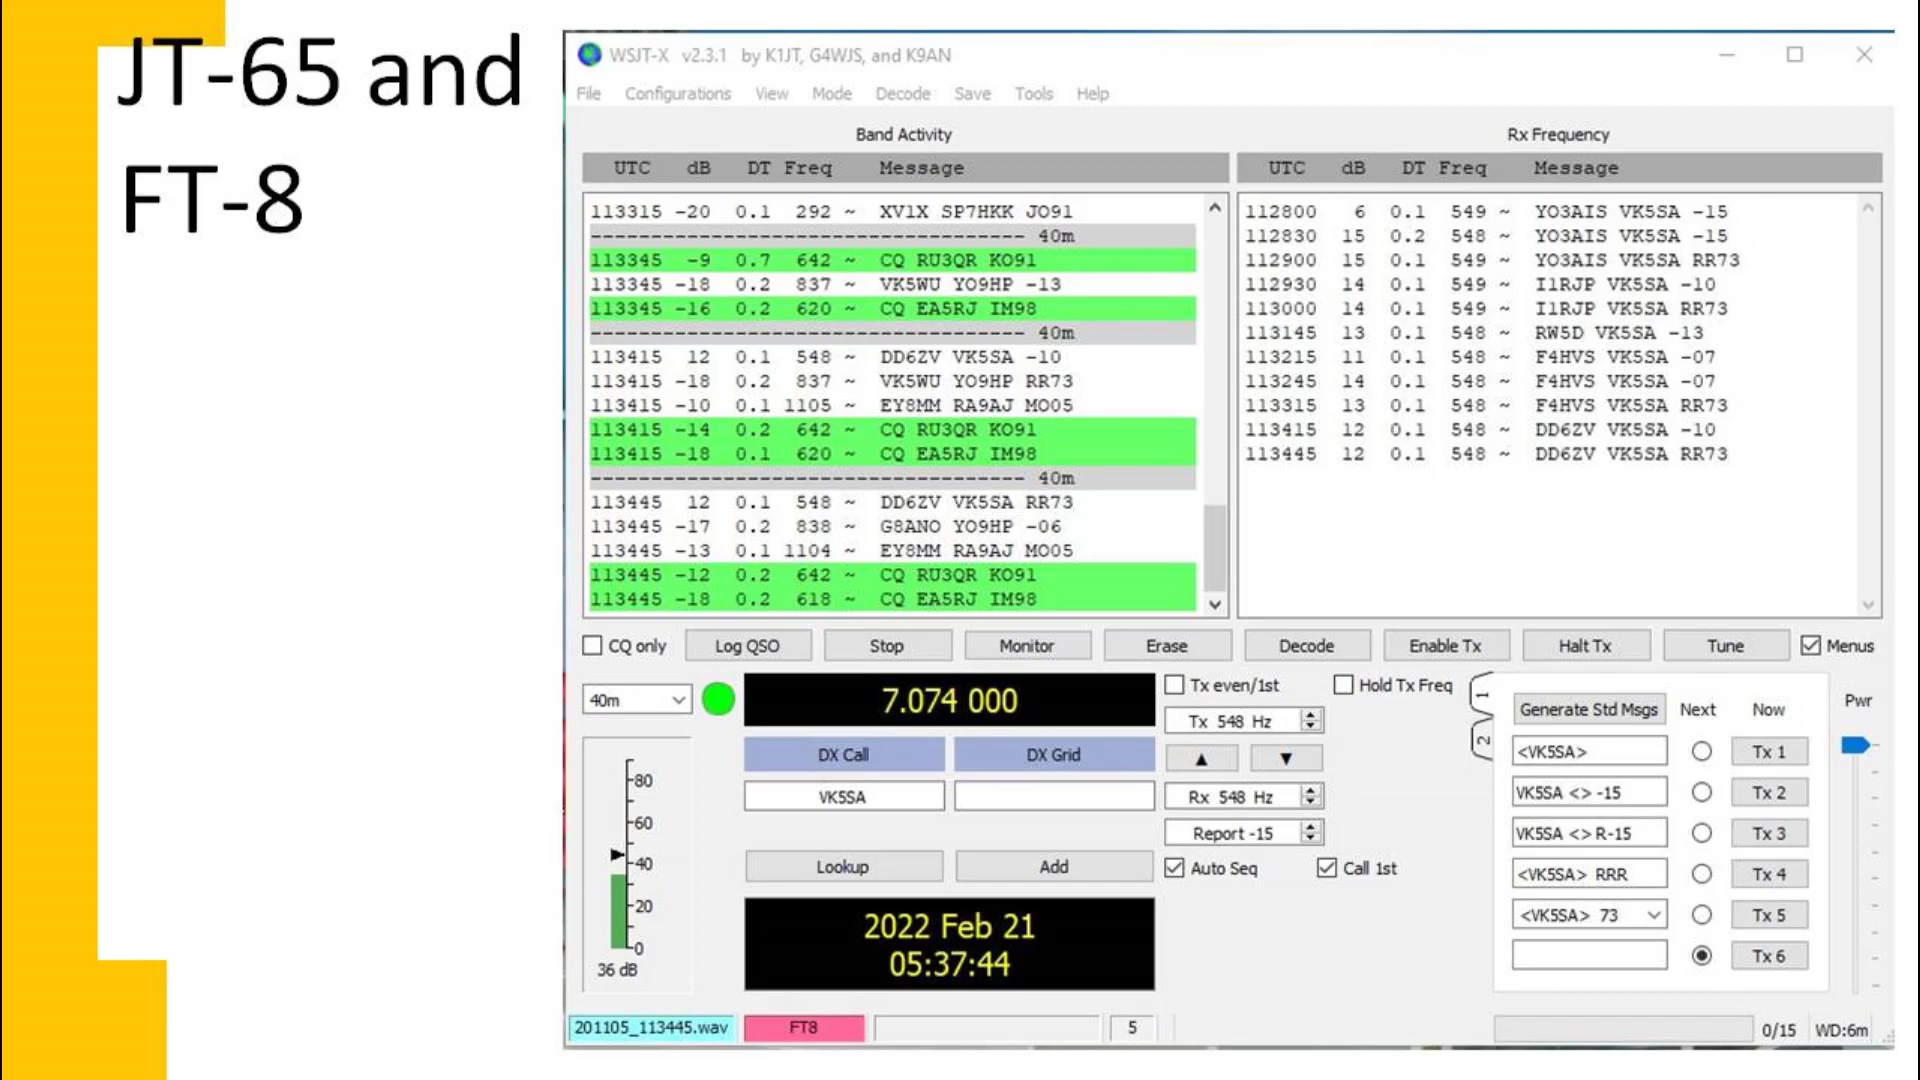 JT-65 and
FT-8
WSJT-X v2.3.1 by K1JT, G4WJS, and K9AN
File Configurations View Mode Decode Save Tools Help
Band Activity
UTC dB DT Freq Message
113315 -20 0.1 292 ~ XV1X SP7HKK JO91
------------------------------------ 40m
113345 -9 0.7 642 ~ CQ RU3QR KO91
113345 -18 0.2 837 ~ VK5WU YO9HP -13
113345 -16 0.2 620 ~ CQ EA5RJ IM98
------------------------------------ 40m
113415 12 0.1 548 ~ DD6ZV VK5SA -10
113415 -18 0.2 837 ~ VK5WU YO9HP RR73
113415 -10 0.1 1105 ~ EY8MM RA9AJ MO05
113415 -14 0.2 642 ~ CQ RU3QR KO91
113415 -18 0.1 620 ~ CQ EA5RJ IM98
------------------------------------ 40m
113445 12 0.1 548 ~ DD6ZV VK5SA RR73
113445 -17 0.2 838 ~ G8ANO YO9HP -06
113445 -13 0.1 1104 ~ EY8MM RA9AJ MO05
113445 -12 0.2 642 ~ CQ RU3QR KO91
113445 -18 0.2 618 ~ CQ EA5RJ IM98
Rx Frequency
UTC dB DT Freq Message
112800 6 0.1 549 ~ YO3AIS VK5SA -15
112830 15 0.2 548 ~ YO3AIS VK5SA -15
112900 15 0.1 549 ~ YO3AIS VK5SA RR73
112930 14 0.1 549 ~ I1RJP VK5SA -10
113000 14 0.1 549 ~ I1RJP VK5SA RR73
113145 13 0.1 548 ~ RW5D VK5SA -13
113215 11 0.1 548 ~ F4HVS VK5SA -07
113245 14 0.1 548 ~ F4HVS VK5SA -07
113315 13 0.1 548 ~ F4HVS VK5SA RR73
113415 12 0.1 548 ~ DD6ZV VK5SA -10
113445 12 0.1 548 ~ DD6ZV VK5SA RR73
CQ only Log QSO Stop Monitor Erase Decode Enable Tx Halt Tx Tune Menus
40m
7.074 000
DX Call DX Grid
VK5SA
Lookup Add
2022 Feb 21
05:37:44
80
60
40
20
0
36 dB
Tx even/1st Hold Tx Freq
Tx 548 Hz
Rx 548 Hz
Report -15
Auto Seq Call 1st
1
2
Generate Std Msgs Next Now Pwr
<VK5SA> Tx 1
VK5SA <> -15 Tx 2
VK5SA <> R-15 Tx 3
<VK5SA> RRR Tx 4
<VK5SA> 73 Tx 5
Tx 6
201105_113445.wav FT8 5 0/15 WD:6m